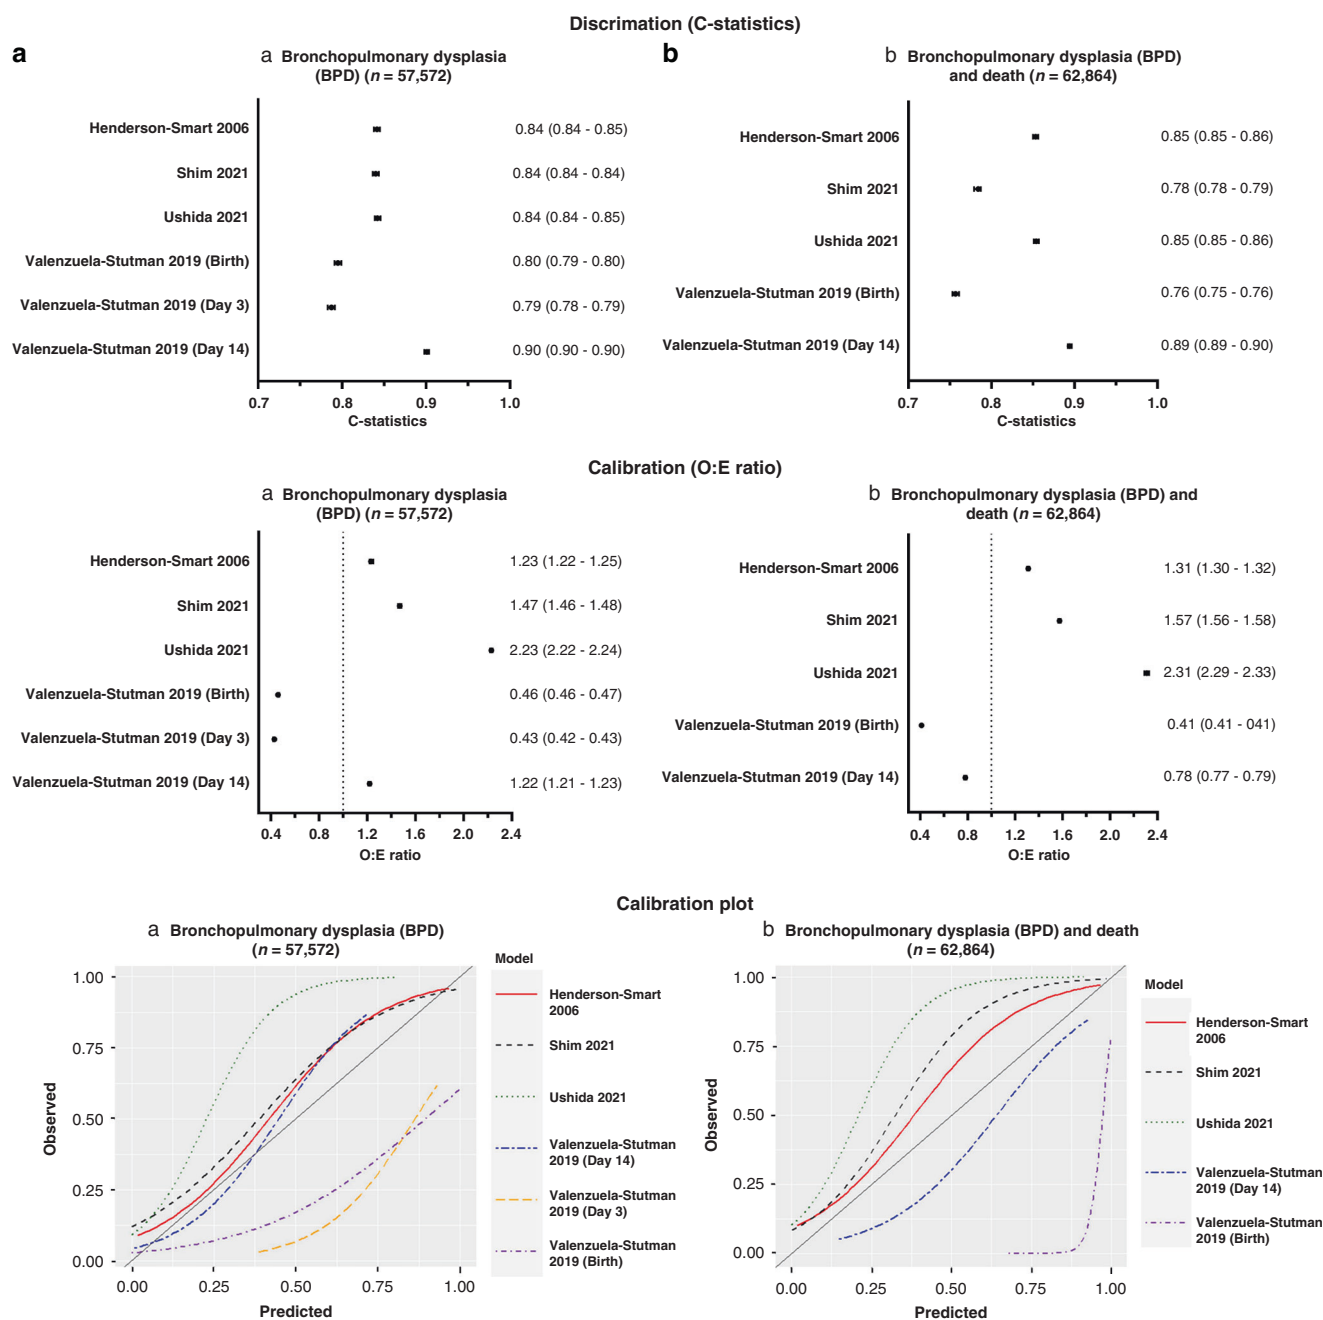 Discrimation (C-statistics)
a
a Bronchopulmonary dysplasia
(BPD) (n = 57,572)
Henderson-Smart 2006
0.84 (0.84 - 0.85)
Shim 2021
0.84 (0.84 - 0.84)
Ushida 2021
0.84 (0.84 - 0.85)
Valenzuela-Stutman 2019 (Birth)
0.80 (0.79 - 0.80)
Valenzuela-Stutman 2019 (Day 3)
0.79 (0.78 - 0.79)
Valenzuela-Stutman 2019 (Day 14)
0.90 (0.90 - 0.90)
0.7 0.8 0.9 1.0
C-statistics
b
b Bronchopulmonary dysplasia (BPD)
and death (n = 62,864)
Henderson-Smart 2006
0.85 (0.85 - 0.86)
Shim 2021
0.78 (0.78 - 0.79)
Ushida 2021
0.85 (0.85 - 0.86)
Valenzuela-Stutman 2019 (Birth)
0.76 (0.75 - 0.76)
Valenzuela-Stutman 2019 (Day 14)
0.89 (0.89 - 0.90)
0.7 0.8 0.9 1.0
C-statistics
Calibration (O:E ratio)
a Bronchopulmonary dysplasia
(BPD) (n = 57,572)
Henderson-Smart 2006
1.23 (1.22 - 1.25)
Shim 2021
1.47 (1.46 - 1.48)
Ushida 2021
2.23 (2.22 - 2.24)
Valenzuela-Stutman 2019 (Birth)
0.46 (0.46 - 0.47)
Valenzuela-Stutman 2019 (Day 3)
0.43 (0.42 - 0.43)
Valenzuela-Stutman 2019 (Day 14)
1.22 (1.21 - 1.23)
0.4 0.8 1.2 1.6 2.0 2.4
O:E ratio
b Bronchopulmonary dysplasia (BPD) and
death (n = 62,864)
Henderson-Smart 2006
1.31 (1.30 - 1.32)
Shim 2021
1.57 (1.56 - 1.58)
Ushida 2021
2.31 (2.29 - 2.33)
Valenzuela-Stutman 2019 (Birth)
0.41 (0.41 - 041)
Valenzuela-Stutman 2019 (Day 14)
0.78 (0.77 - 0.79)
0.4 0.8 1.2 1.6 2.0 2.4
O:E ratio
Calibration plot
a Bronchopulmonary dysplasia (BPD)
(n = 57,572)
Observed
1.00
0.75
0.50
0.25
0.00
0.00 0.25 0.50 0.75 1.00
Predicted
Model
Henderson-Smart
2006
Shim 2021
Ushida 2021
Valenzuela-Stutman
2019 (Day 14)
Valenzuela-Stutman
2019 (Day 3)
Valenzuela-Stutman
2019 (Birth)
b Bronchopulmonary dysplasia (BPD) and death
(n = 62,864)
Observed
1.00
0.75
0.50
0.25
0.00
0.00 0.25 0.50 0.75 1.00
Predicted
Model
Henderson-Smart
2006
Shim 2021
Ushida 2021
Valenzuela-Stutman
2019 (Day 14)
Valenzuela-Stutman
2019 (Birth)